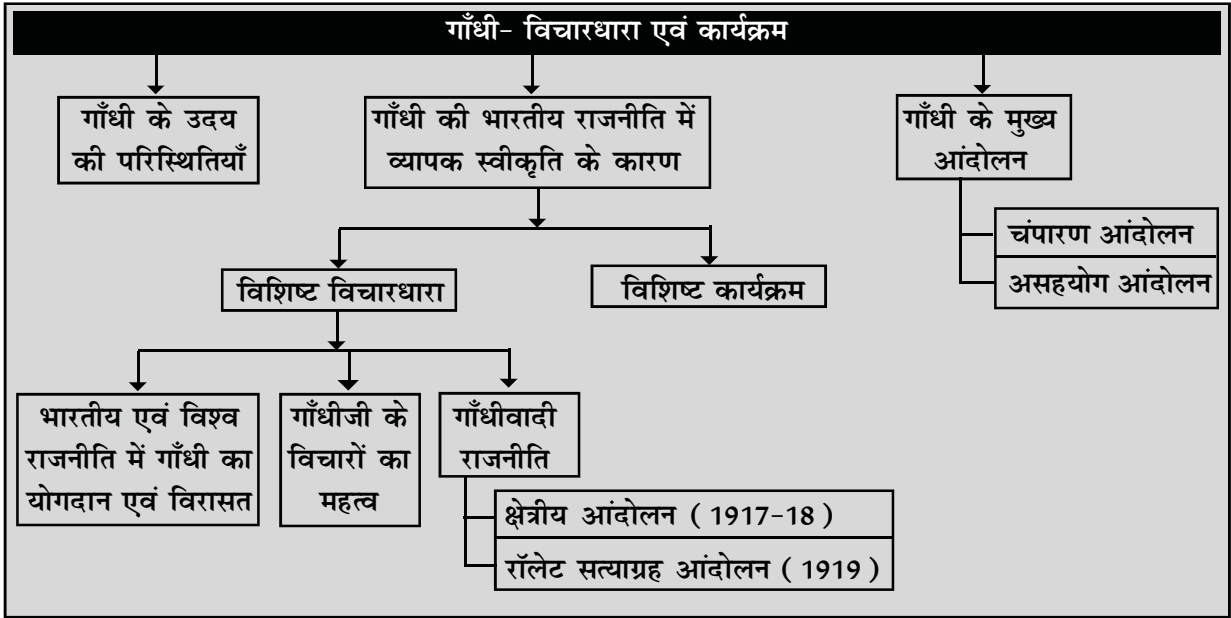 गाँधी- विचारधारा एवं कार्यक्रम
गाँधी के उदय
की परिस्थितियाँ
गाँधी की भारतीय राजनीति में
व्यापक स्वीकृति के कारण
गाँधी के मुख्य
आंदोलन
चंपारण आंदोलन
असहयोग आंदोलन
विशिष्ट विचारधारा
विशिष्ट कार्यक्रम
भारतीय एवं विश्व
राजनीति में गाँधी का
योगदान एवं विरासत
गाँधीजी के
विचारों का
महत्व
गाँधीवादी
राजनीति
क्षेत्रीय आंदोलन ( 1917-18 )
रॉलेट सत्याग्रह आंदोलन ( 1919 )